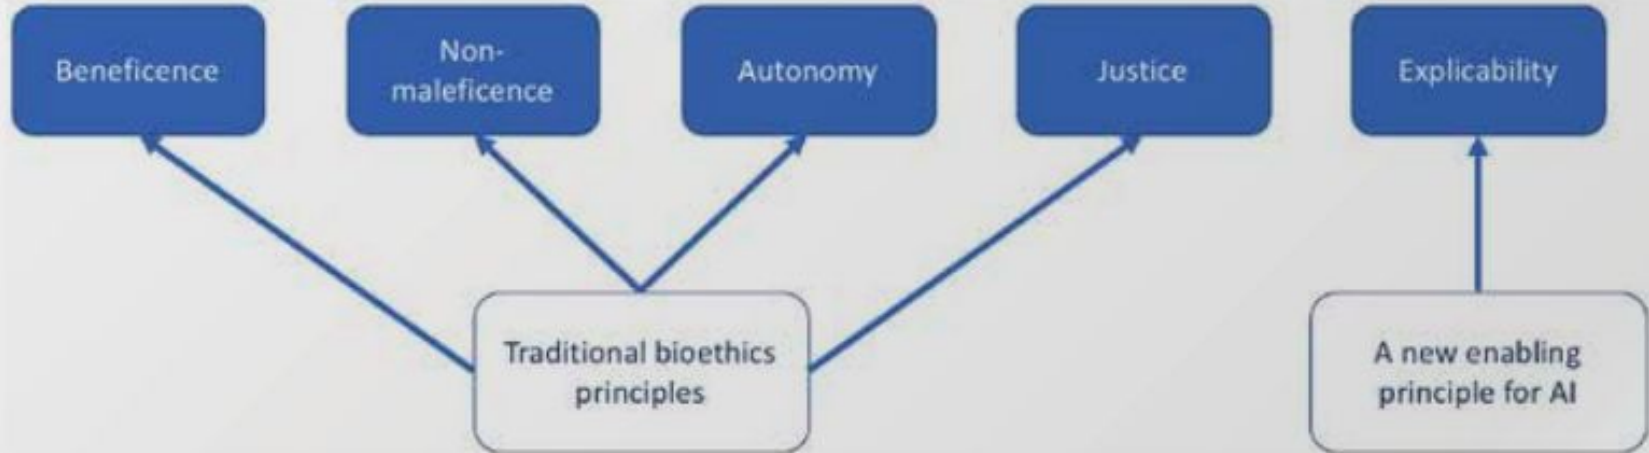 Beneficence
Non-
maleficence
Autonomy
Justice
Explicability
Traditional bioethics
principles
A new enabling
principle for AI